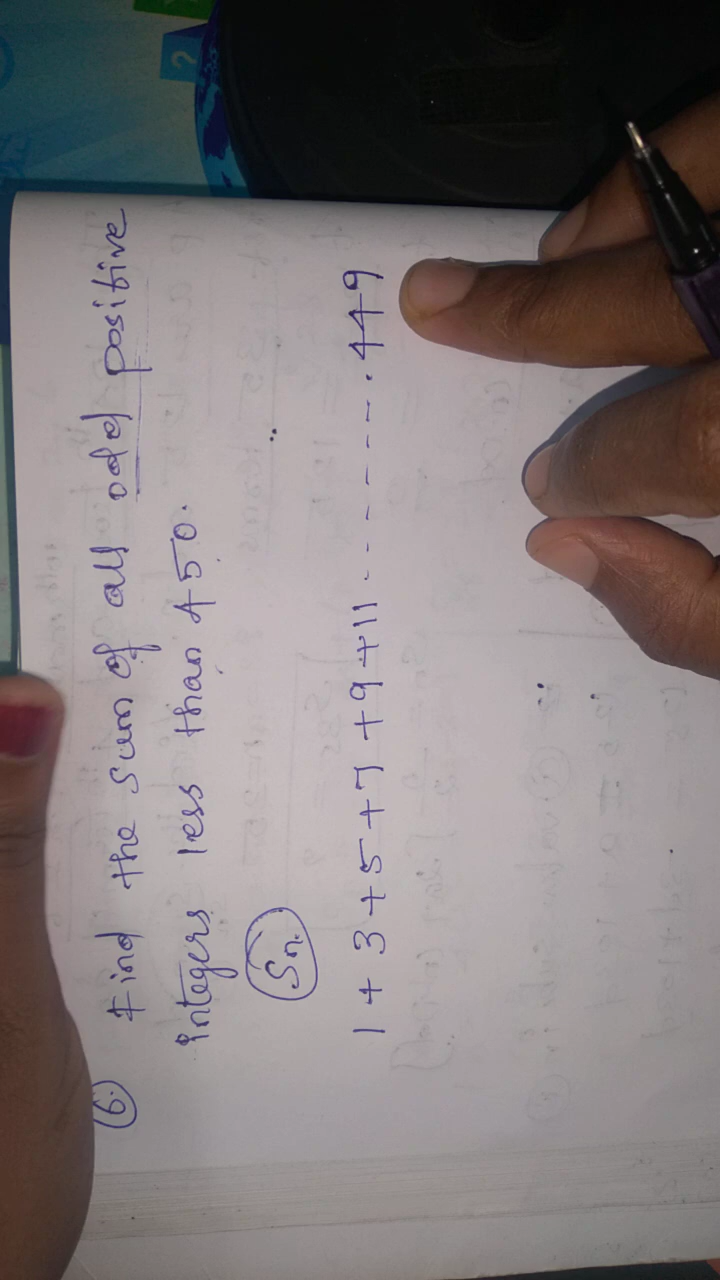 6. Find the sum of all odd positive
integers less than 450.
Sn.
1 + 3 + 5 + 7 + 9 + 11 - - - - - - - . 449